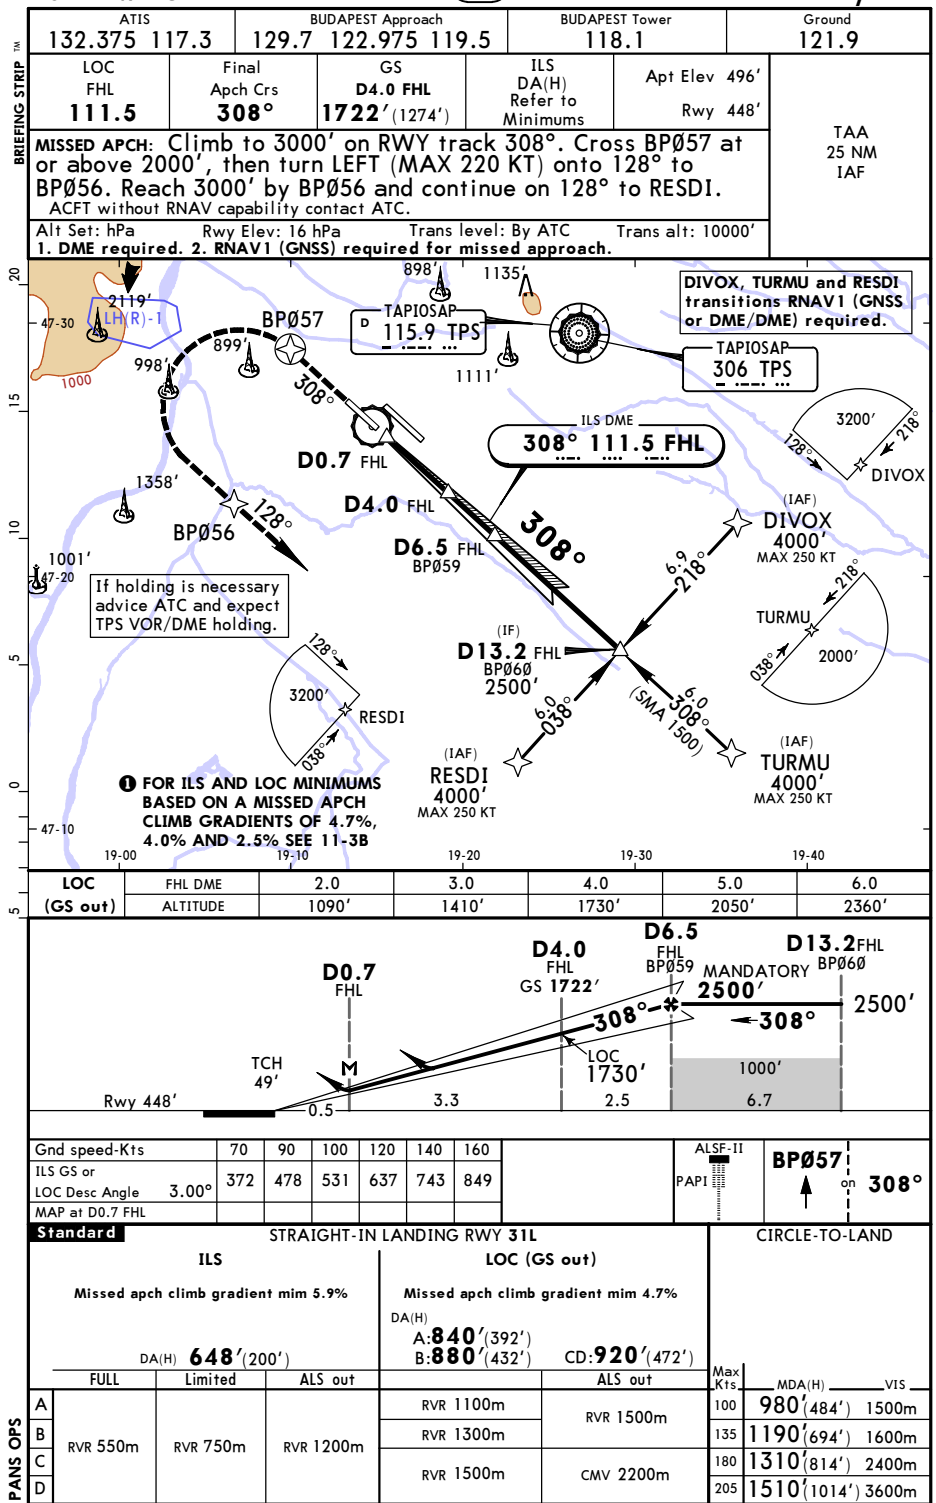 ATIS
132.375 117.3
BUDAPEST Approach
129.7 122.975 119.5
BUDAPEST Tower
118.1
Ground
121.9
BRIEFING STRIP TM
LOC
FHL
111.5
Final
Apch Crs
308°
GS
D4.0 FHL
1722'(1274')
ILS
DA(H)
Refer to
Minimums
Apt Elev 496'
Rwy 448'
TAA
25 NM
IAF
MISSED APCH: Climb to 3000' on RWY track 308°. Cross BPØ57 at
or above 2000', then turn LEFT (MAX 220 KT) onto 128° to
BPØ56. Reach 3000' by BPØ56 and continue on 128° to RESDI.
ACFT without RNAV capability contact ATC.
Alt Set: hPa Rwy Elev: 16 hPa Trans level: By ATC Trans alt: 10000'
1. DME required. 2. RNAV1 (GNSS) required for missed approach.
20
15
10
5
0
5
47-30
47-20
47-10
2119'
LH(R)-1
1000
998'
899'
BPØ57
308°
898'
1135'
TAPIOSAP
D 115.9 TPS
1111'
DIVOX, TURMU and RESDI
transitions RNAV1 (GNSS
or DME/DME) required.
TAPIOSAP
306 TPS
3200'
128°
218°
DIVOX
ILS DME
308° 111.5 FHL
D0.7 FHL
1358'
BPØ56
128°
D4.0 FHL
D6.5 FHL
BPØ59
308°
(IAF)
DIVOX
4000'
MAX 250 KT
6.9
218°
1001'
If holding is necessary
advice ATC and expect
TPS VOR/DME holding.
218°
TURMU
038°
2000'
(IF)
D13.2 FHL
BPØ60
2500'
128°
3200'
RESDI
038°
6.0
038°
6.0
308°
(SMA 1500)
(IAF)
RESDI
4000'
MAX 250 KT
(IAF)
TURMU
4000'
MAX 250 KT
1 FOR ILS AND LOC MINIMUMS
BASED ON A MISSED APCH
CLIMB GRADIENTS OF 4.7%,
4.0% AND 2.5% SEE 11-3B
19-00 19-10 19-20 19-30 19-40
LOC
(GS out)
FHL DME 2.0 3.0 4.0 5.0 6.0
ALTITUDE 1090' 1410' 1730' 2050' 2360'
D0.7
FHL
D4.0
FHL
GS 1722'
D6.5
FHL
BPØ59
MANDATORY
2500'
D13.2 FHL
BPØ60
2500'
308°
308°
TCH
49'
M
LOC
1730'
1000'
Rwy 448'
0.5 3.3 2.5 6.7
Gnd speed-Kts 70 90 100 120 140 160
ILS GS or
LOC Desc Angle 3.00° 372 478 531 637 743 849
MAP at D0.7 FHL
ALSF-II
PAPI
BPØ57
on 308°
Standard
STRAIGHT-IN LANDING RWY 31L
CIRCLE-TO-LAND
ILS
LOC (GS out)
Missed apch climb gradient mim 5.9%
Missed apch climb gradient mim 4.7%
DA(H) 648'(200')
DA(H)
A:840'(392')
B:880'(432') CD:920'(472')
FULL Limited ALS out
ALS out
Max
Kts MDA(H) VIS
PANS OPS
A
B
C
D
RVR 550m
RVR 750m
RVR 1200m
RVR 1100m
RVR 1300m
RVR 1500m
RVR 1500m
CMV 2200m
100 980'(484') 1500m
135 1190'(694') 1600m
180 1310'(814') 2400m
205 1510'(1014') 3600m